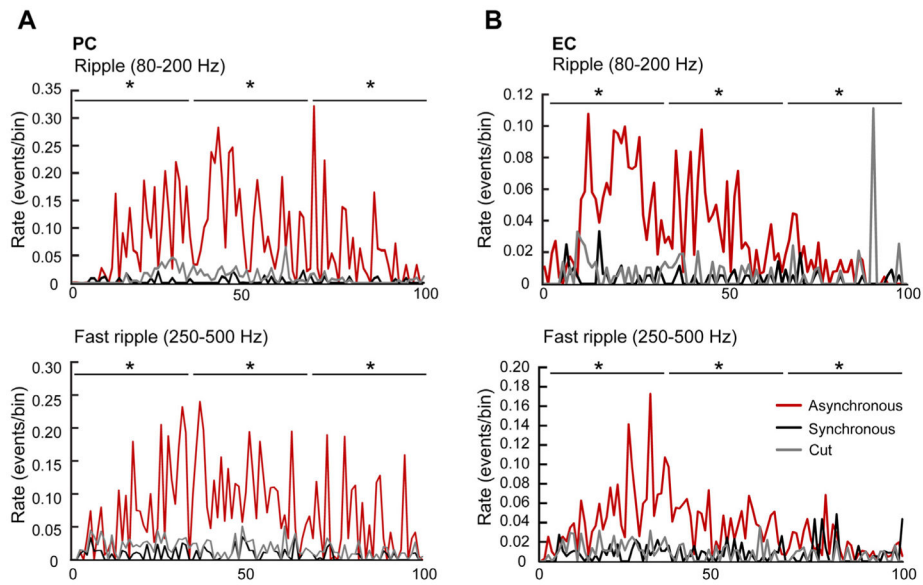 A
PC
Ripple (80-200 Hz)
Rate (events/bin)
0.35
0.30
0.25
0.20
0.15
0.10
0.05
0
* * *
0 50 100
Fast ripple (250-500 Hz)
Rate (events/bin)
0.30
0.25
0.20
0.15
0.10
0.05
0
* * *
0 50 100
B
EC
Ripple (80-200 Hz)
Rate (events/bin)
0.12
0.10
0.08
0.06
0.04
0.02
0
* * *
0 50 100
Fast ripple (250-500 Hz)
Rate (events/bin)
0.20
0.18
0.16
0.14
0.12
0.10
0.08
0.06
0.04
0.02
0
* * *
Asynchronous
Synchronous
Cut
0 50 100